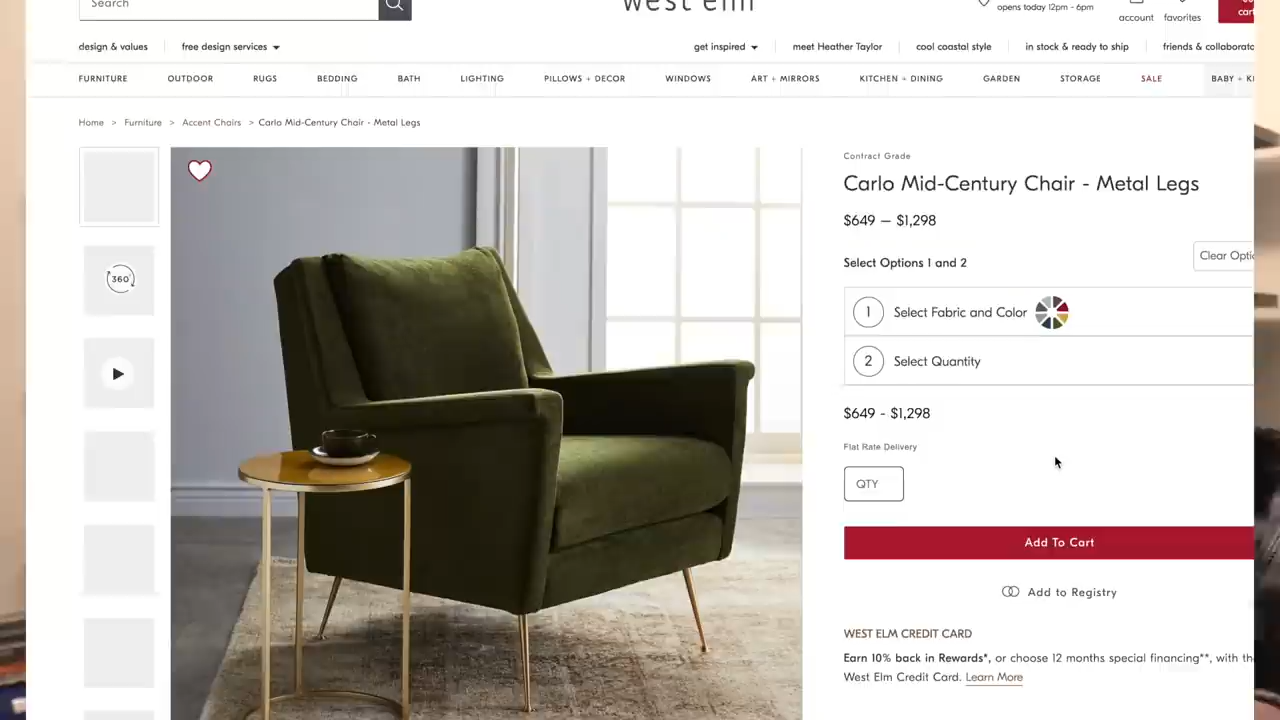 Search
west elm
opens today 12pm - 6pm
account
favorites
design & values
free design services
get inspired
meet Heather Taylor
cool coastal style
in stock & ready to ship
friends &
FURNITURE
OUTDOOR
RUGS
BEDDING
BATH
LIGHTING
PILLOWS + DECOR
WINDOWS
ART + MIRRORS
KITCHEN + DINING
GARDEN
STORAGE
SALE
BABY +
Home > Furniture > Accent Chairs > Carlo Mid-Century Chair - Metal Legs
360°
Contract Grade
Carlo Mid-Century Chair - Metal Legs
$649 – $1,298
Select Options 1 and 2
Clear
1 Select Fabric and Color
2 Select Quantity
$649 - $1,298
Flat Rate Delivery
QTY
Add To Cart
Add to Registry
WEST ELM CREDIT CARD
Earn 10% back in Rewards*, or choose 12 months special financing**, with
West Elm Credit Card. Learn More